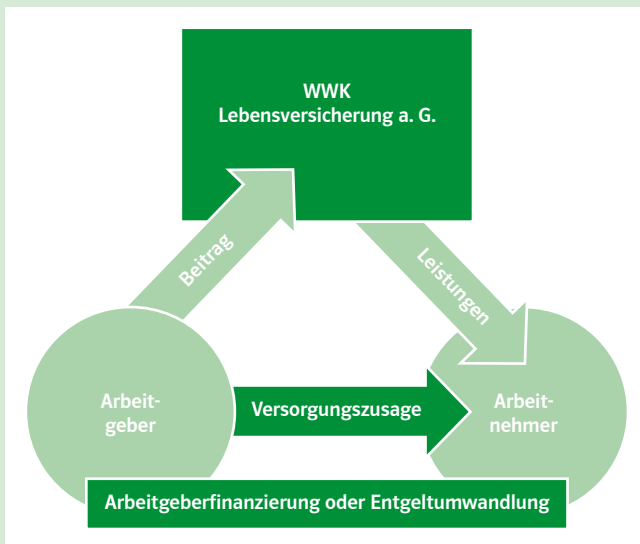 WWK
Lebensversicherung a. G.
Beitrag
Leistungen
Arbeit-
geber
Versorgungszusage
Arbeit-
nehmer
Arbeitgeberfinanzierung oder Entgeltumwandlung